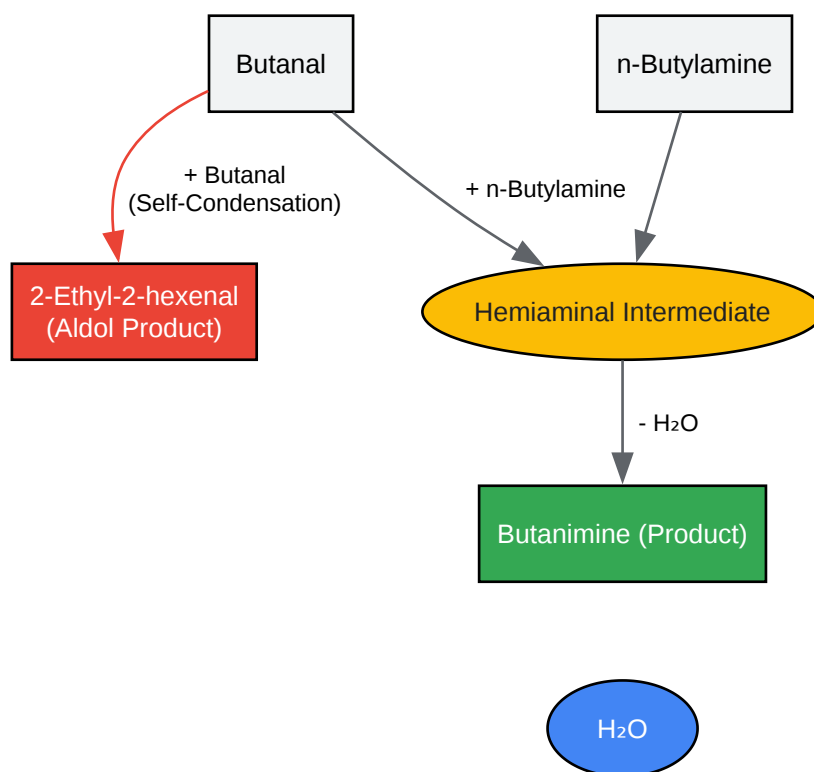 Butanal
n-Butylamine
+ Butanal
(Self-Condensation)
+ n-Butylamine
2-Ethyl-2-hexenal
(Aldol Product)
Hemiaminal Intermediate
- H₂O
Butanimine (Product)
H₂O